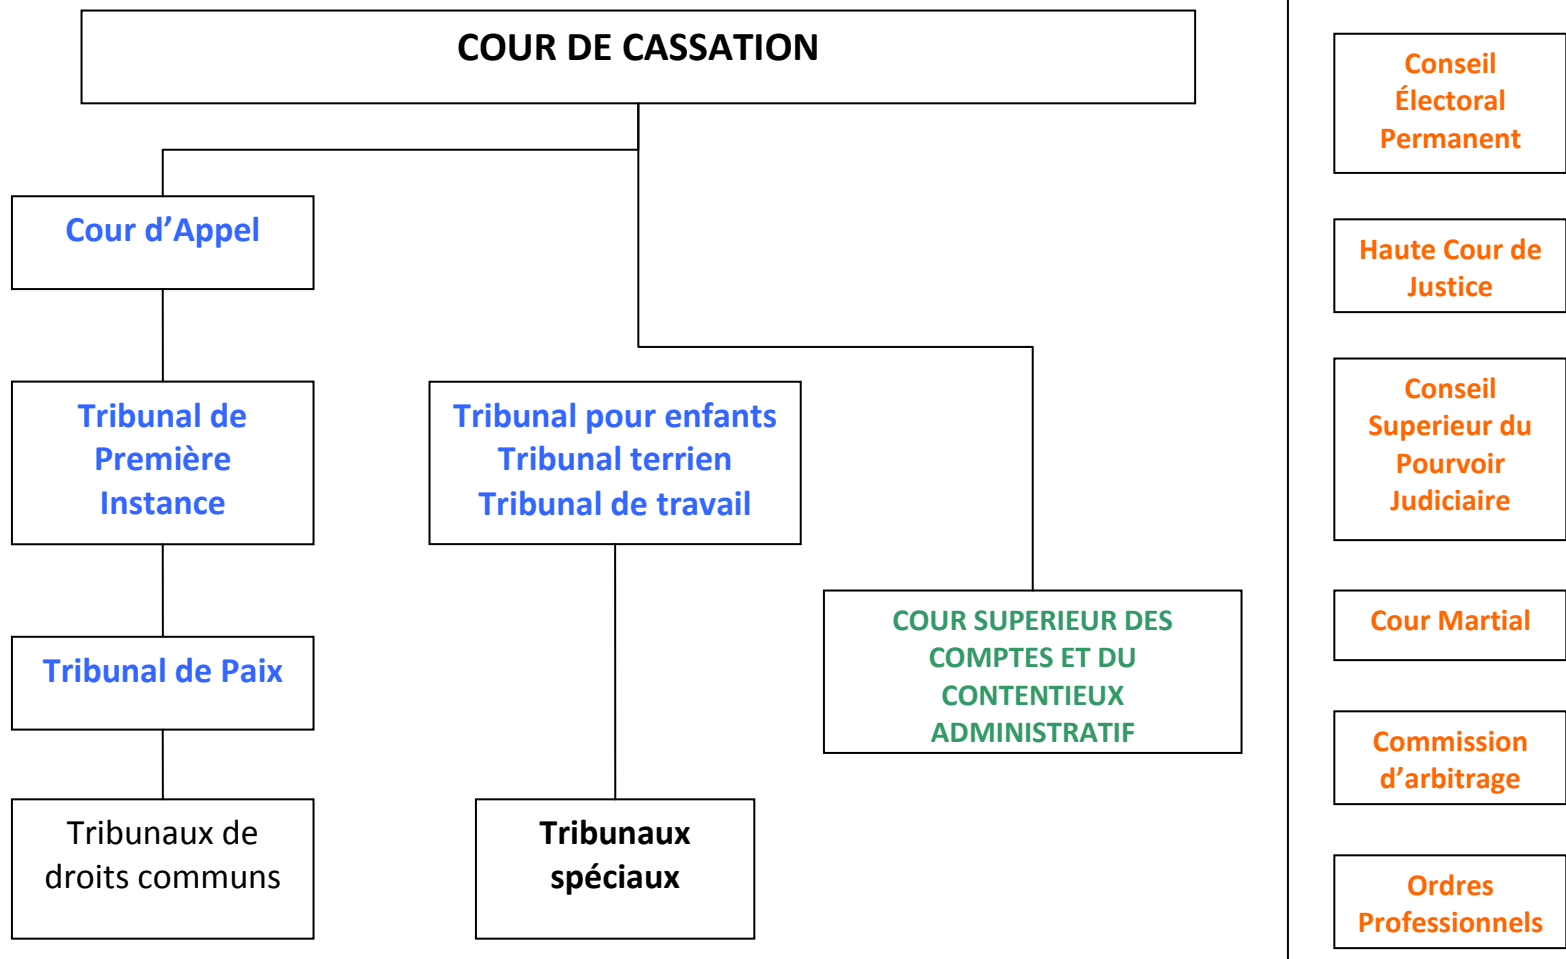 COUR DE CASSATION
Cour d’Appel
Tribunal de
Première
Instance
Tribunal de Paix
Tribunaux de
droits communs
Tribunal pour enfants
Tribunal terrien
Tribunal de travail
Tribunaux
spéciaux
COUR SUPERIEUR DES
COMPTES ET DU
CONTENTIEUX
ADMINISTRATIF
Conseil
Électoral
Permanent
Haute Cour de
Justice
Conseil
Superieur du
Pourvoir
Judiciaire
Cour Martial
Commission
d’arbitrage
Ordres
Professionnels